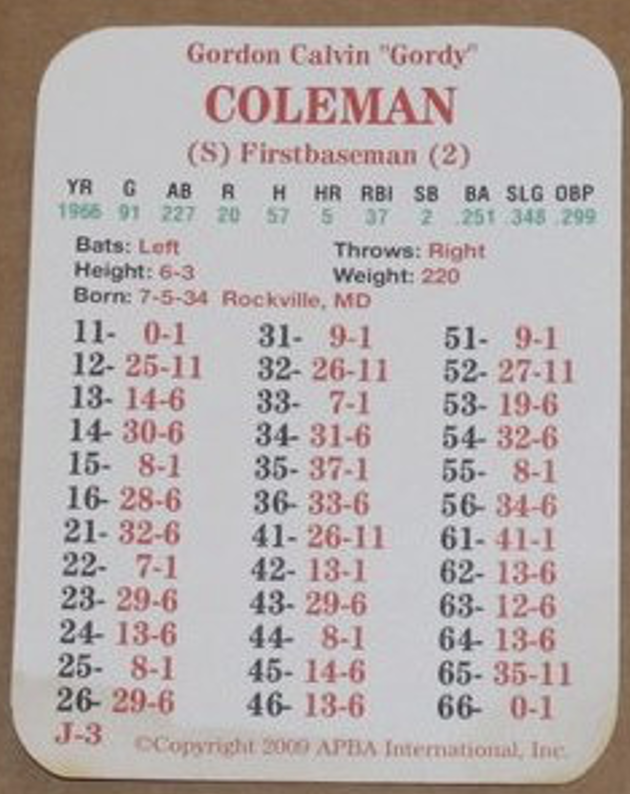 Gordon Calvin "Gordy"
COLEMAN
(S) Firstbaseman (2)
YR G AB R H HR RBI SB BA SLG OBP
1966 91 227 20 57 5 37 2 .251 .348 .299
Bats: Left Throws: Right
Height: 6-3 Weight: 220
Born: 7-5-34 Rockville, MD
11- 0-1 31- 9-1 51- 9-1
12- 25-11 32- 26-11 52- 27-11
13- 14-6 33- 7-1 53- 19-6
14- 30-6 34- 31-6 54- 32-6
15- 8-1 35- 37-1 55- 8-1
16- 28-6 36- 33-6 56- 34-6
21- 32-6 41- 26-11 61- 41-1
22- 7-1 42- 13-1 62- 13-6
23- 29-6 43- 29-6 63- 12-6
24- 13-6 44- 8-1 64- 13-6
25- 8-1 45- 14-6 65- 35-11
26- 29-6 46- 13-6 66- 0-1
J-3 ©Copyright 2009 APBA International, Inc.